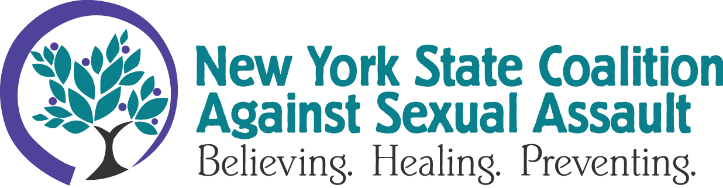 New York State Coalition
Against Sexual Assault
Believing. Healing. Preventing.